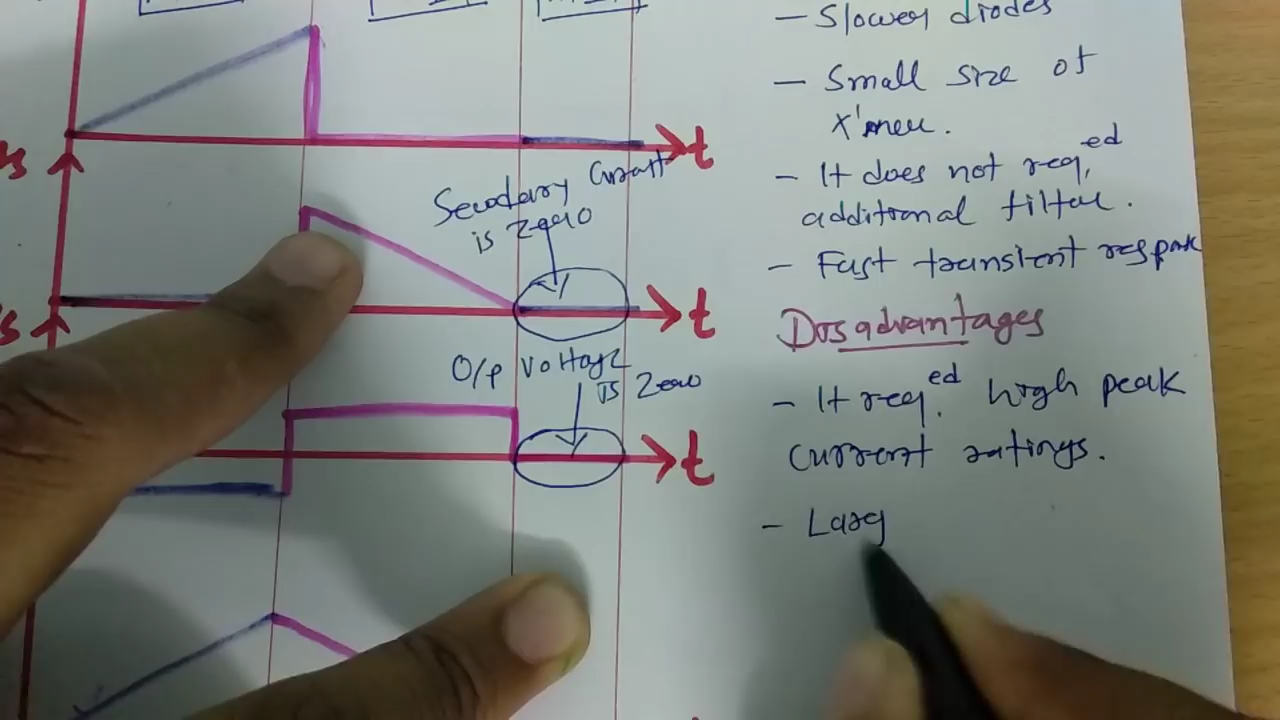 - Slower diodes
- Small size of
x'mer.
- It does not req,ed
additional filter.
- Fast transient
Disadvantages
- It req.ed high peak
current ratings.
- Larg
t
Secondary Current
is zero
t
O/p Voltage
is zero
t